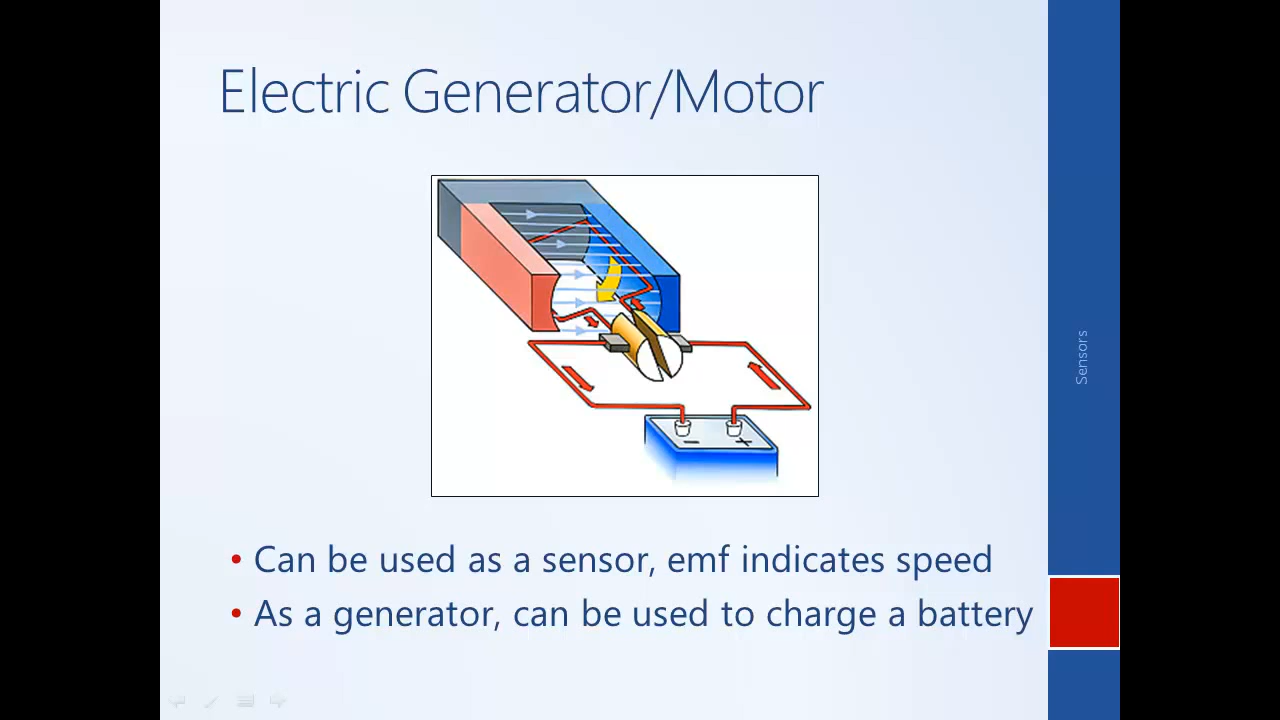 Electric Generator/Motor
− +
• Can be used as a sensor, emf indicates speed
• As a generator, can be used to charge a battery
Sensors